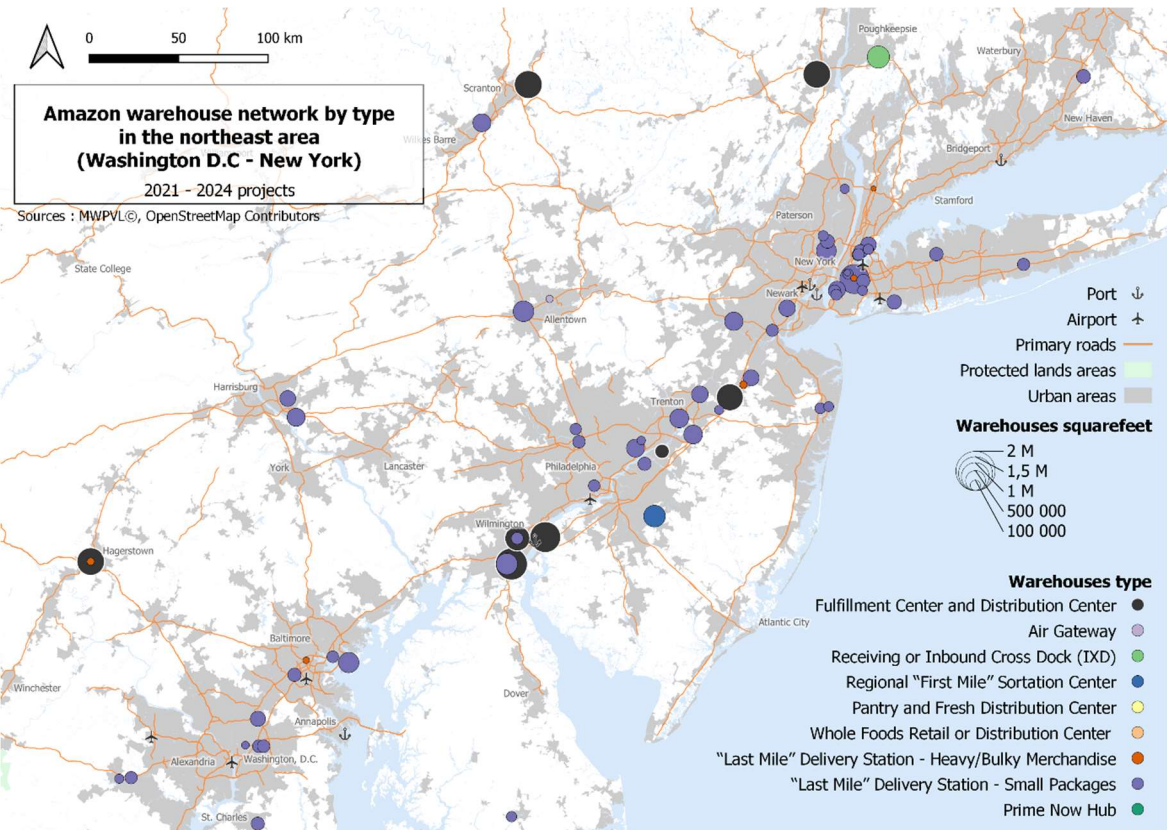 0 50 100 km
Amazon warehouse network by type
in the northeast area
(Washington D.C - New York)
2021 - 2024 projects
Sources : MWPVL©, OpenStreetMap Contributors
Poughkeepsie
Waterbury
Scranton
New Haven
Wilkes Barre
Bridgeport
Stamford
Paterson
State College
New York
Newark
Allentown
Harrisburg
Trenton
York
Lancaster
Philadelphia
Wilmington
Hagerstown
Atlantic City
Baltimore
Winchester
Dover
Annapolis
Alexandria
Washington, D.C.
St. Charles
Port
Airport
Primary roads
Protected lands areas
Urban areas
Warehouses squarefeet
2 M
1,5 M
1 M
500 000
100 000
Warehouses type
Fulfillment Center and Distribution Center
Air Gateway
Receiving or Inbound Cross Dock (IXD)
Regional “First Mile” Sortation Center
Pantry and Fresh Distribution Center
Whole Foods Retail or Distribution Center
“Last Mile” Delivery Station - Heavy/Bulky Merchandise
“Last Mile” Delivery Station - Small Packages
Prime Now Hub